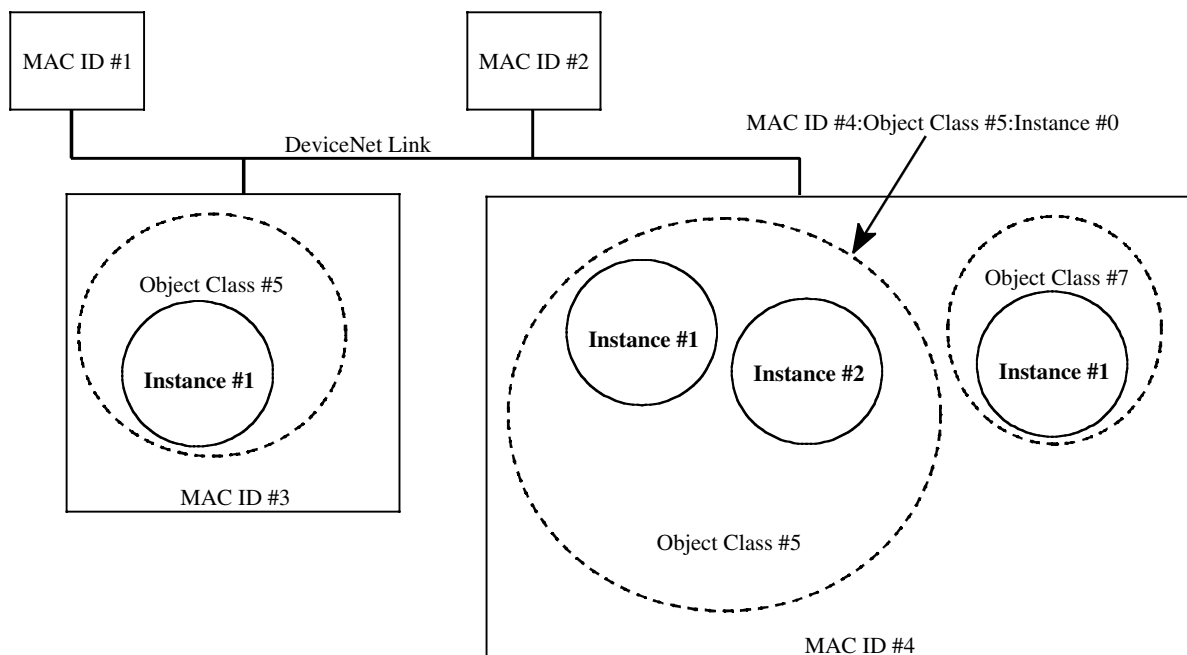 MAC ID #1
MAC ID #2
MAC ID #4:Object Class #5:Instance #0
DeviceNet Link
Object Class #5
Instance #1
MAC ID #3
Instance #1
Instance #2
Object Class #5
Object Class #7
Instance #1
MAC ID #4